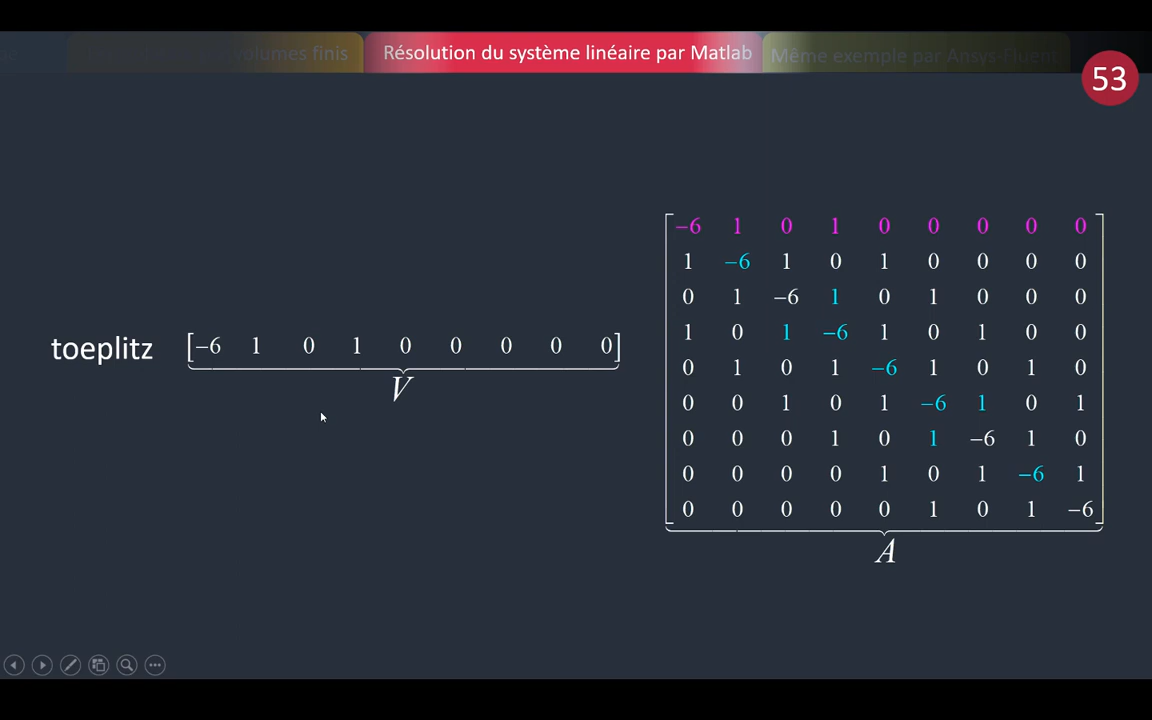 volumes finis
Résolution du système linéaire par Matlab
Même exemple par Ansys-Fluent
53
toeplitz [−6 1 0 1 0 0 0 0 0]
V
−6 1 0 1 0 0 0 0 0
1 −6 1 0 1 0 0 0 0
0 1 −6 1 0 1 0 0 0
1 0 1 −6 1 0 1 0 0
0 1 0 1 −6 1 0 1 0
0 0 1 0 1 −6 1 0 1
0 0 0 1 0 1 −6 1 0
0 0 0 0 1 0 1 −6 1
0 0 0 0 0 1 0 1 −6
A